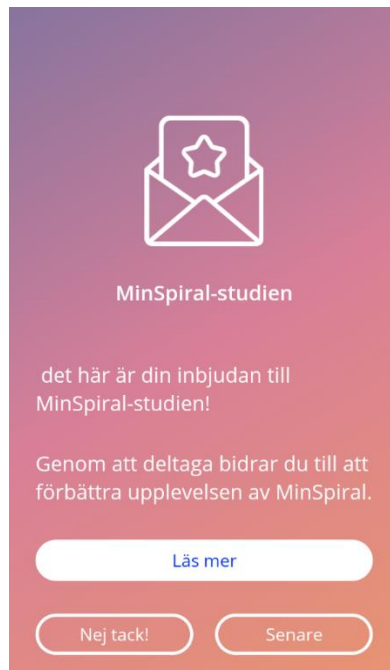 MinSpiral-studien
det här är din inbjudan till
MinSpiral-studien!
Genom att deltaga bidrar du till att
förbättra upplevelsen av MinSpiral.
Läs mer
Nej tack!
Senare